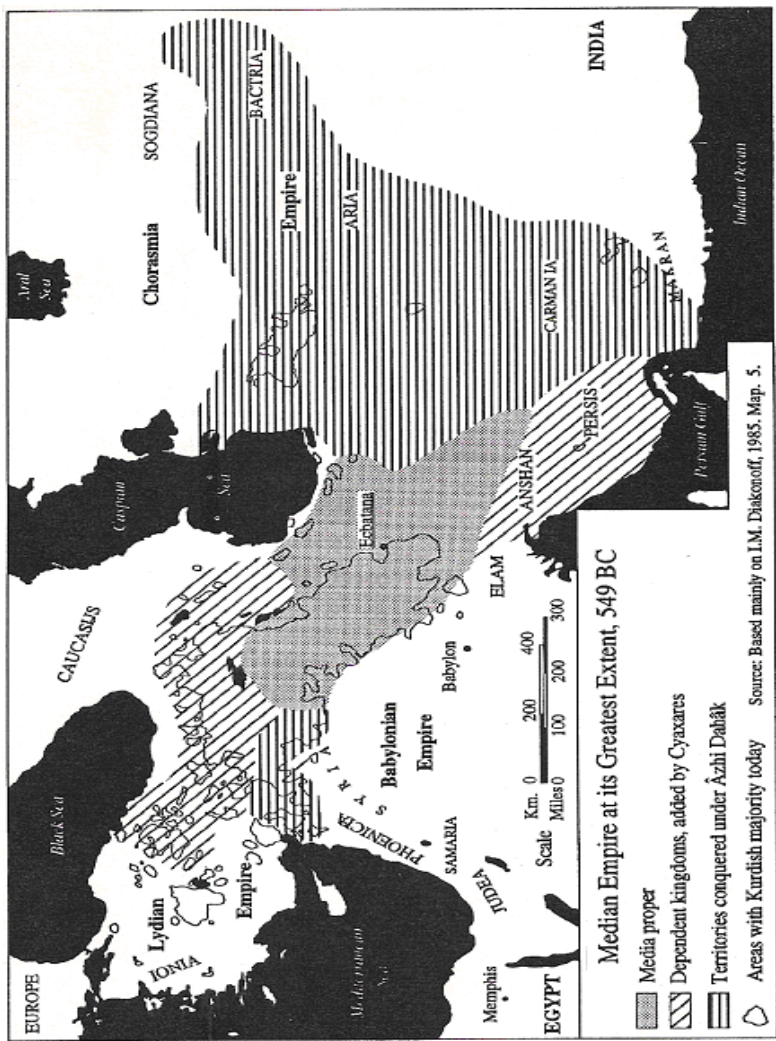 EUROPE
Black Sea
CAUCASUS
Caspian
Sea
Aral
Sea
Chorasmia
SOGDIANA
BACTRIA
Empire
ARIA
INDIA
Lydian
Empire
IONIA
Mediterranean
Sea
PHOENICIA
SYRIA
Babylonian
Empire
Babylon
Ecbatana
ELAM
ANSHAN
PERSIS
CARMANIA
MAKRAN
Persian Gulf
Indian Ocean
SAMARIA
JUDEA
Memphis
EGYPT
Scale
Km. 0 200 400
Miles 0 100 200 300
Median Empire at its Greatest Extent, 549 BC
Media proper
Dependent kingdoms, added by Cyaxares
Territories conquered under Âzhi Dahâk
Areas with Kurdish majority today
Source: Based mainly on I.M. Diakonoff, 1985. Map. 5.